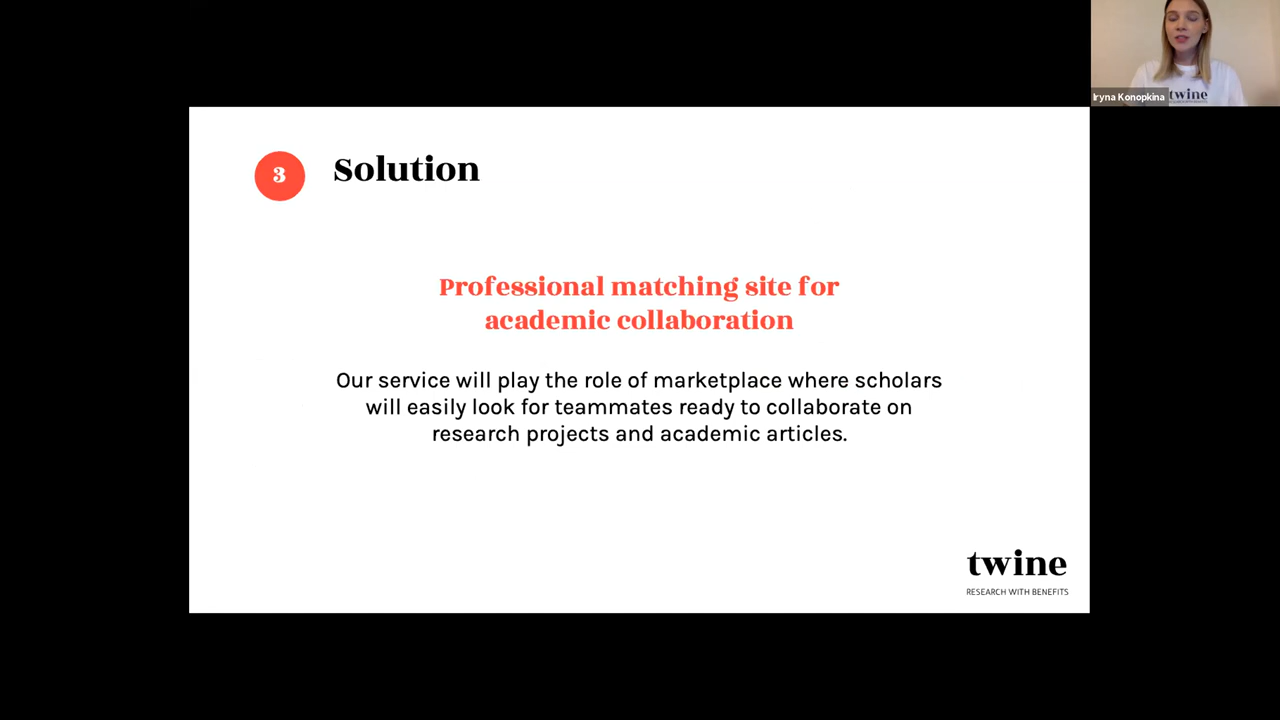 Iryna Konopkina
twine
3
Solution
Professional matching site for
academic collaboration
Our service will play the role of marketplace where scholars
will easily look for teammates ready to collaborate on
research projects and academic articles.
twine
RESEARCH WITH BENEFITS